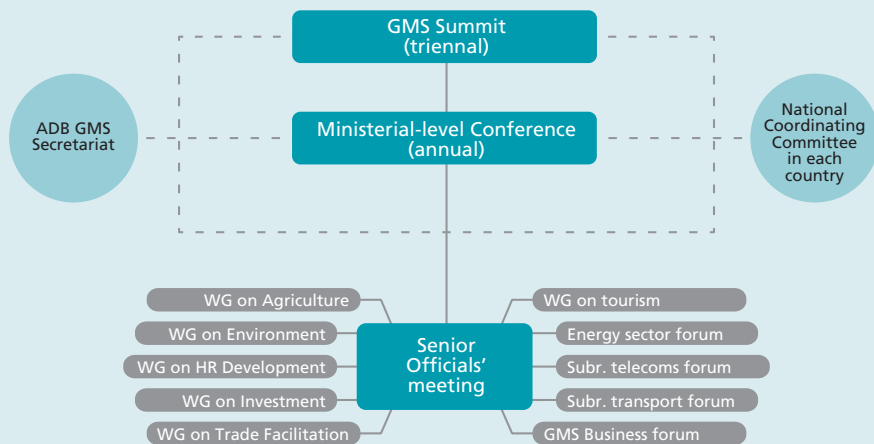 GMS Summit
(triennal)
ADB GMS
Secretariat
Ministerial-level Conference
(annual)
National
Coordinating
Committee
in each
country
WG on Agriculture
WG on Environment
WG on HR Development
WG on Investment
WG on Trade Facilitation
Senior
Officials’
meeting
WG on tourism
Energy sector forum
Subr. telecoms forum
Subr. transport forum
GMS Business forum